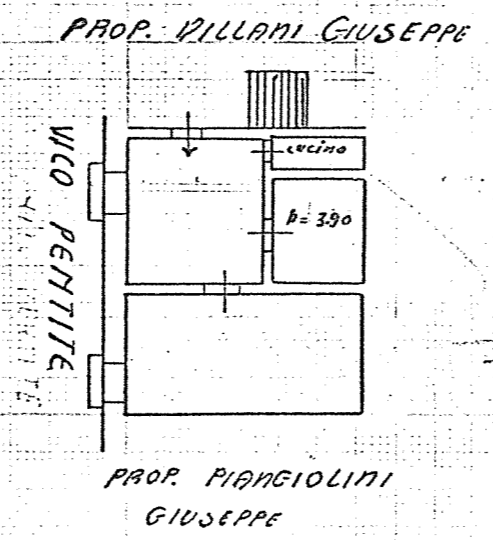 PROP. VILLANI GIUSEPPE
cucina
h= 3.90
VICO PENTITE
PROP. PIANGIOLINI
GIUSEPPE